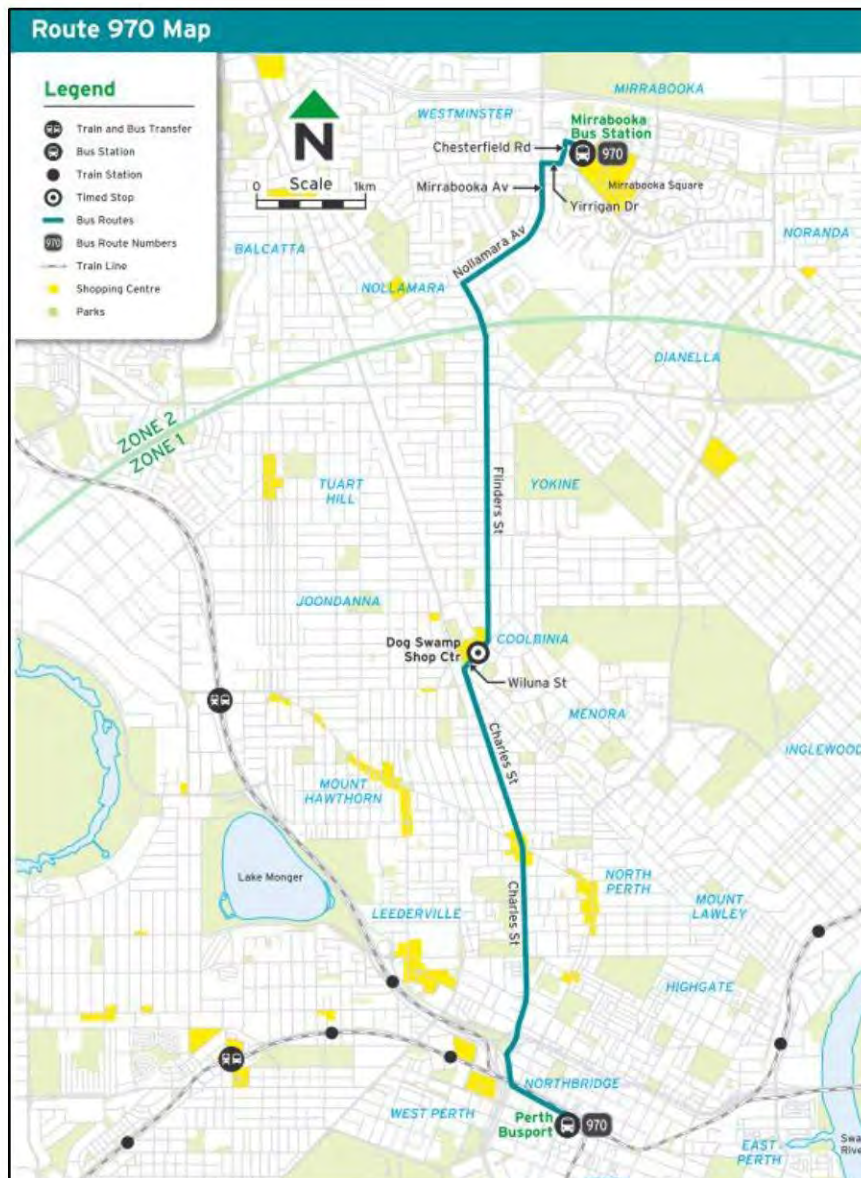 Route 970 Map
Legend
Train and Bus Transfer
Bus Station
Train Station
Timed Stop
Bus Routes
970
Bus Route Numbers
Train Line
Shopping Centre
Parks
N
0 Scale 1km
MIRRABOOKA
WESTMINSTER
Mirrabooka
Bus Station
970
Chesterfield Rd
Mirrabooka Square
Mirrabooka Av
Yirrigan Dr
NORANDA
BALCATTA
Nollamara Av
NOLLAMARA
DIANELLA
ZONE 2
ZONE 1
TUART
HILL
Flinders St
YOKINE
JOONDANNA
Dog Swamp
Shop Ctr
COOLBINIA
Wiluna St
MENORA
Charles St
INGLEWOOD
MOUNT
HAWTHORN
Lake Monger
NORTH
PERTH
MOUNT
LAWLEY
LEEDERVILLE
Charles St
HIGHGATE
NORTHBRIDGE
WEST PERTH
Perth
Busport
970
EAST
PERTH
Swa
Rive